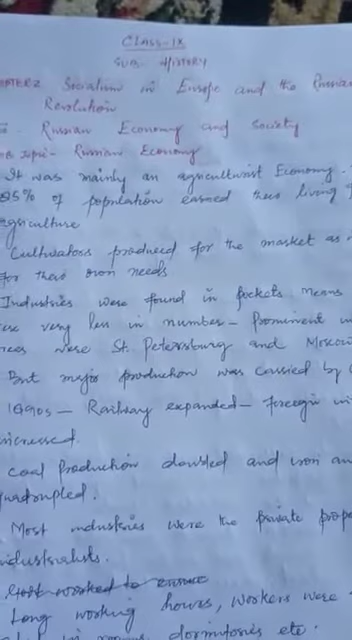 CLASS-IX
SUB- HISTORY
Socialism in Europe and the Russian
Revolution
Russian Economy and Society
Topic- Russian Economy
It was mainly an agriculturist Economy.
85% of population earned their living
agriculture
Cultivators produced for the market as
for their own needs
Industries were found in pockets means
very less in number- Prominent
were St. Petersburg and Moscow
But major production was carried by
1890s- Railway expanded- Foreign
increased.
Coal Production doubled and iron
quadrupled.
Most industries were the private
industrialists.
Long working hours, workers were
dormitories etc.